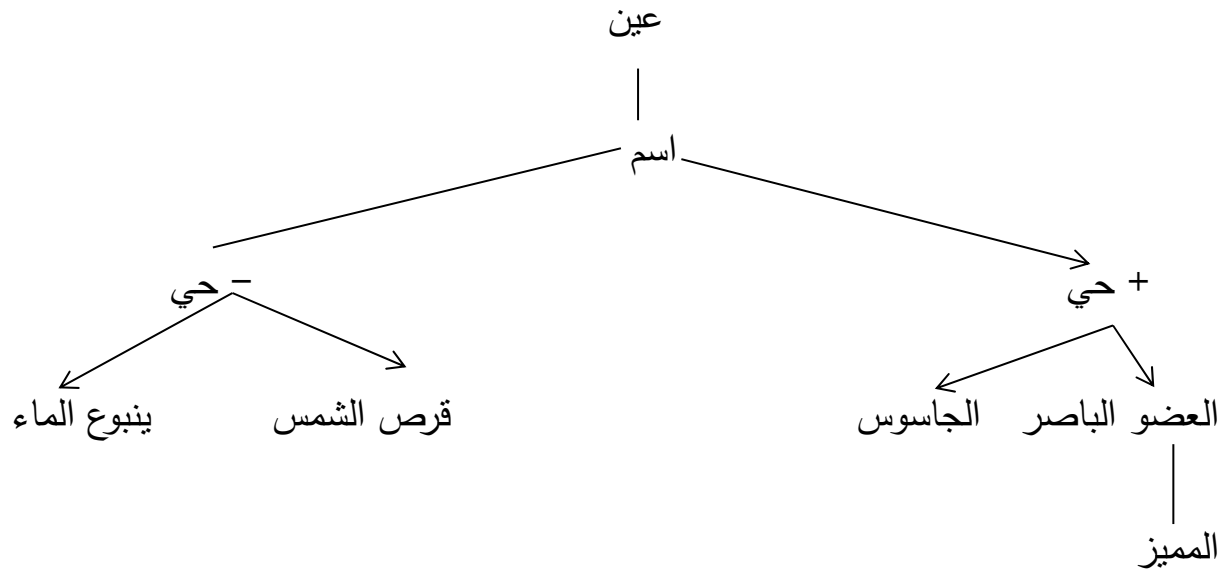 عين
اسم
+ حي
– حي
العضو الباصر
الجاسوس
قرص الشمس
ينبوع الماء
المميز